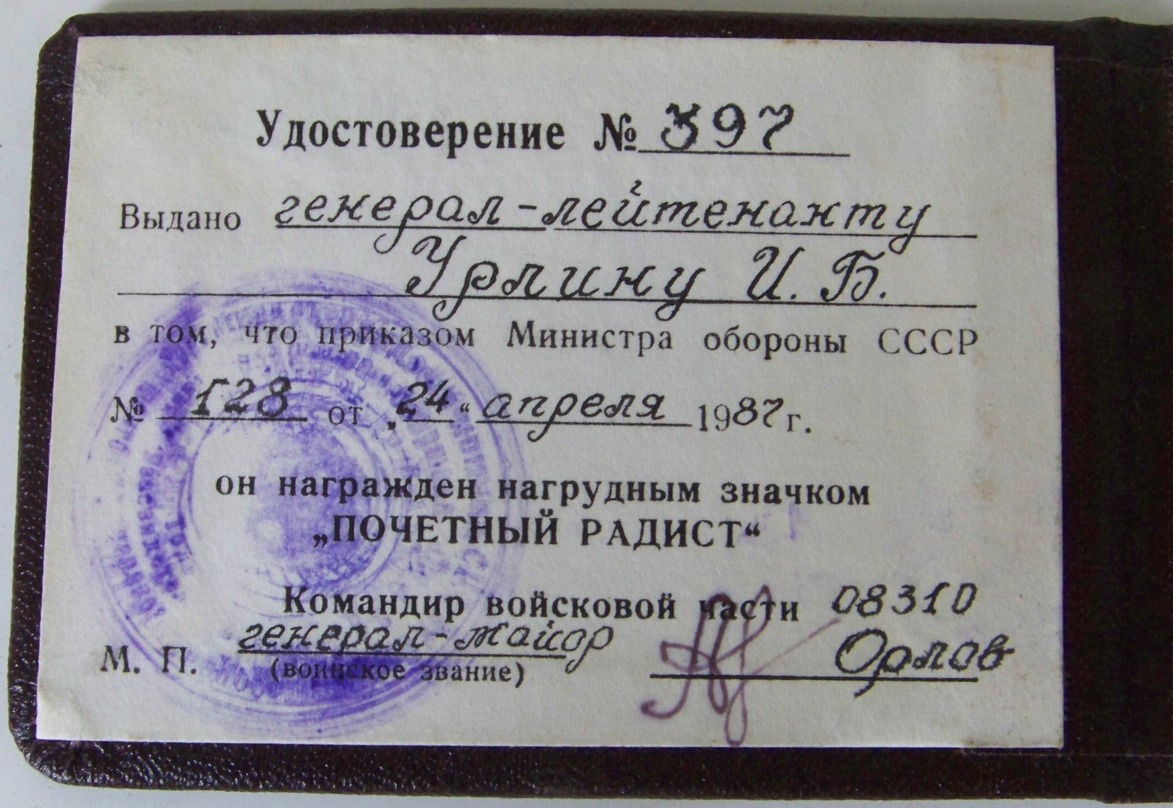 Удостоверение № 397
Выдано генерал-лейтенанту
Урлину И. Б.
в том, что приказом Министра обороны СССР
№ 128 от „24“ апреля 1987 г.
он награжден нагрудным значком
„ПОЧЕТНЫЙ РАДИСТ“
Командир войсковой части 08310
генерал-майор Орлов
М. П. (воинское звание)